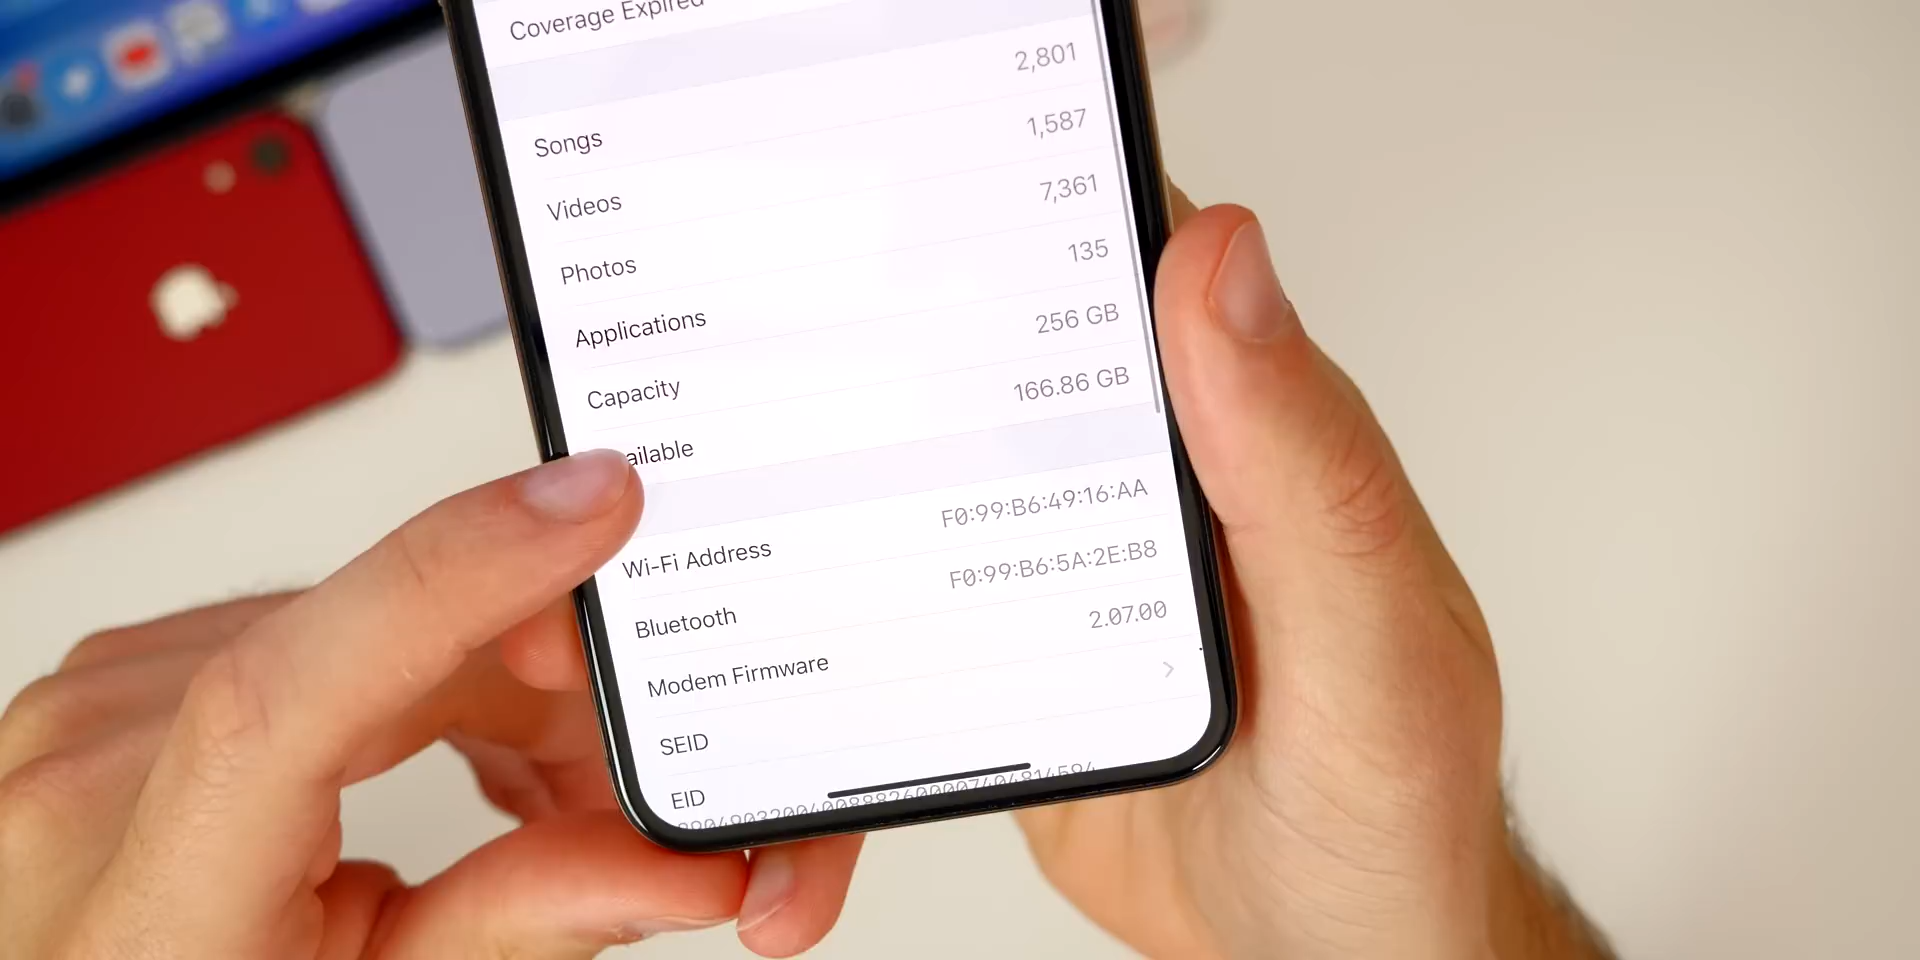 Coverage Expired
Songs 2,801
Videos 1,587
Photos 7,361
Applications 135
Capacity 256 GB
ailable 166.86 GB
Wi-Fi Address F0:99:B6:49:16:AA
Bluetooth F0:99:B6:5A:2E:B8
Modem Firmware 2.07.00
SEID
EID